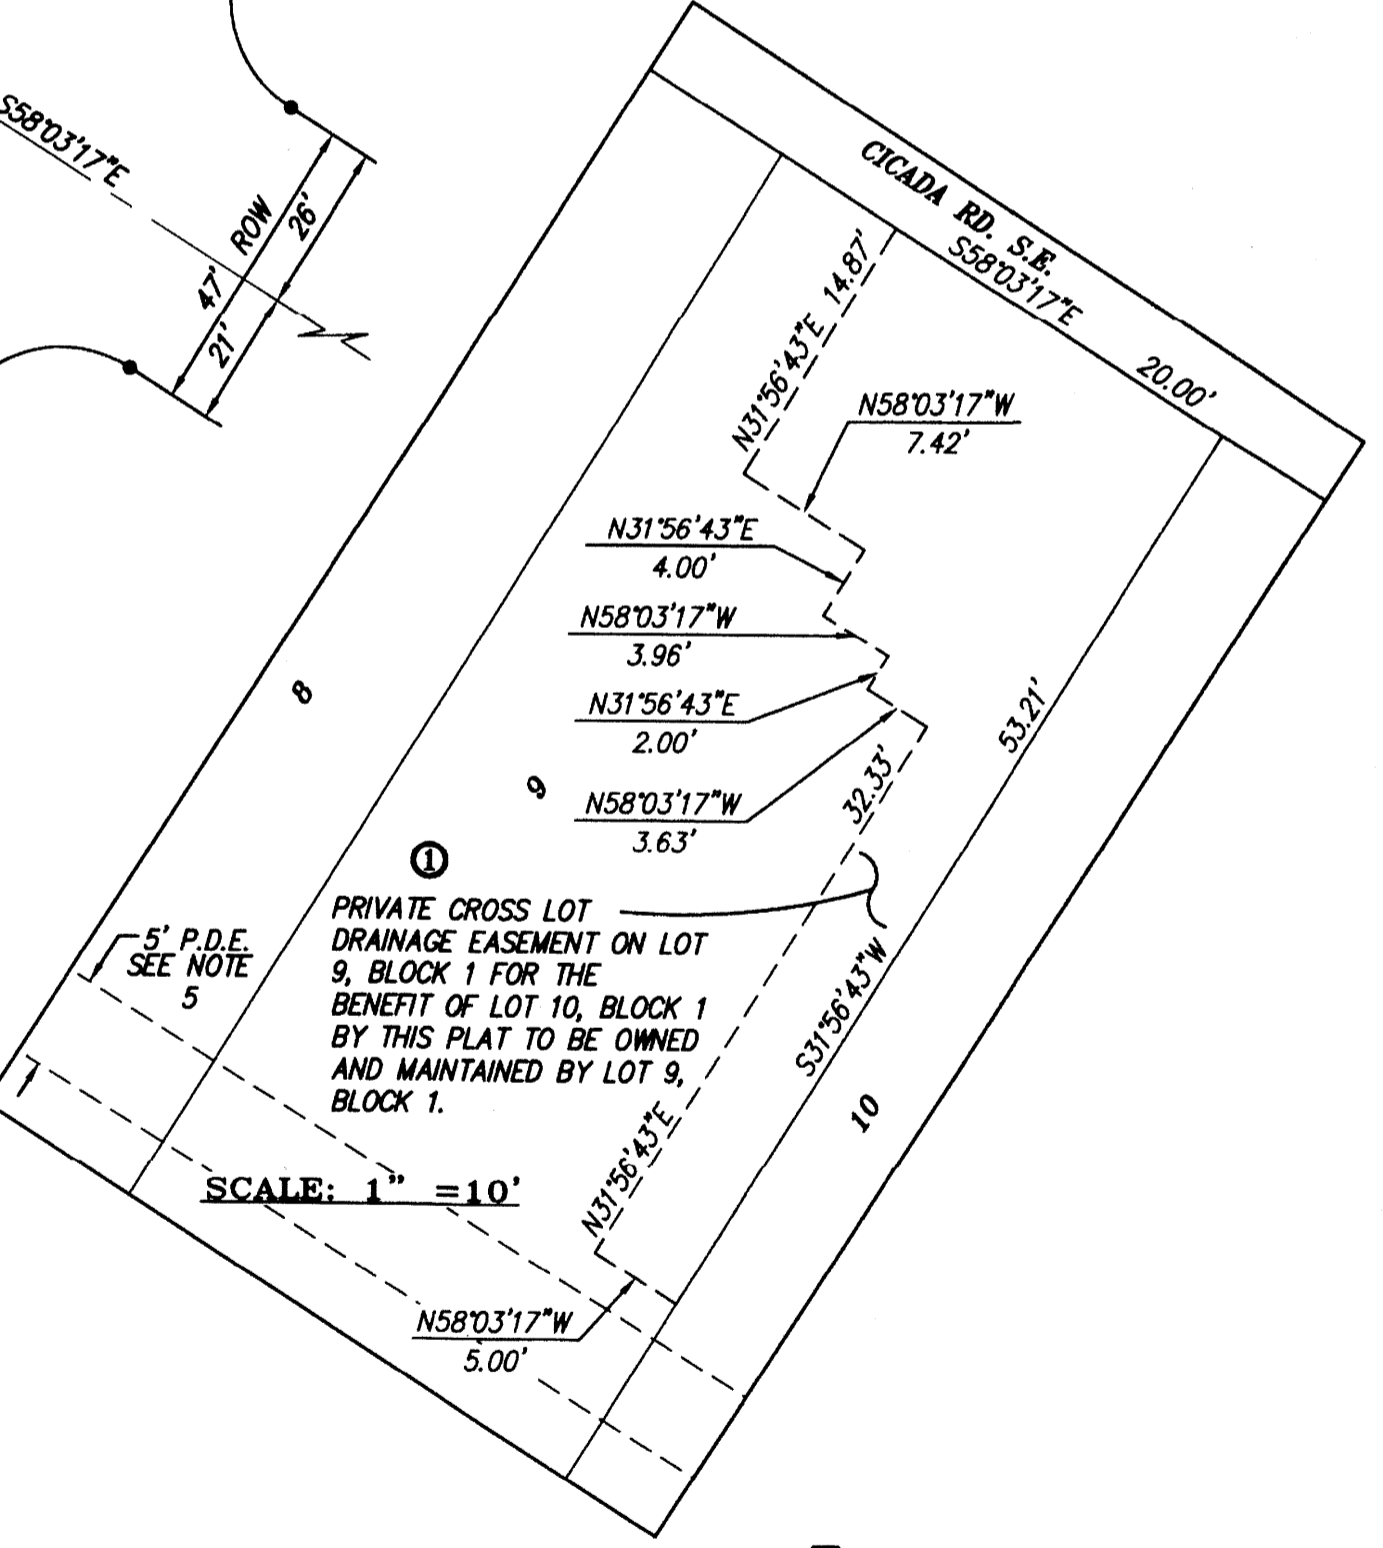 S58°03'17"E
47' ROW
26'
21'
CICADA RD. S.E.
S58°03'17"E 20.00'
N31°56'43"E 14.87'
N58°03'17"W
7.42'
N31°56'43"E
4.00'
N58°03'17"W
3.96'
N31°56'43"E
2.00'
N58°03'17"W
3.63'
8
9
10
N31°56'43"E 32.33'
S31°56'43"W 53.21'
1
PRIVATE CROSS LOT
DRAINAGE EASEMENT ON LOT
9, BLOCK 1 FOR THE
BENEFIT OF LOT 10, BLOCK 1
BY THIS PLAT TO BE OWNED
AND MAINTAINED BY LOT 9,
BLOCK 1.
5' P.D.E.
SEE NOTE
5
SCALE: 1" =10'
N58°03'17"W
5.00'